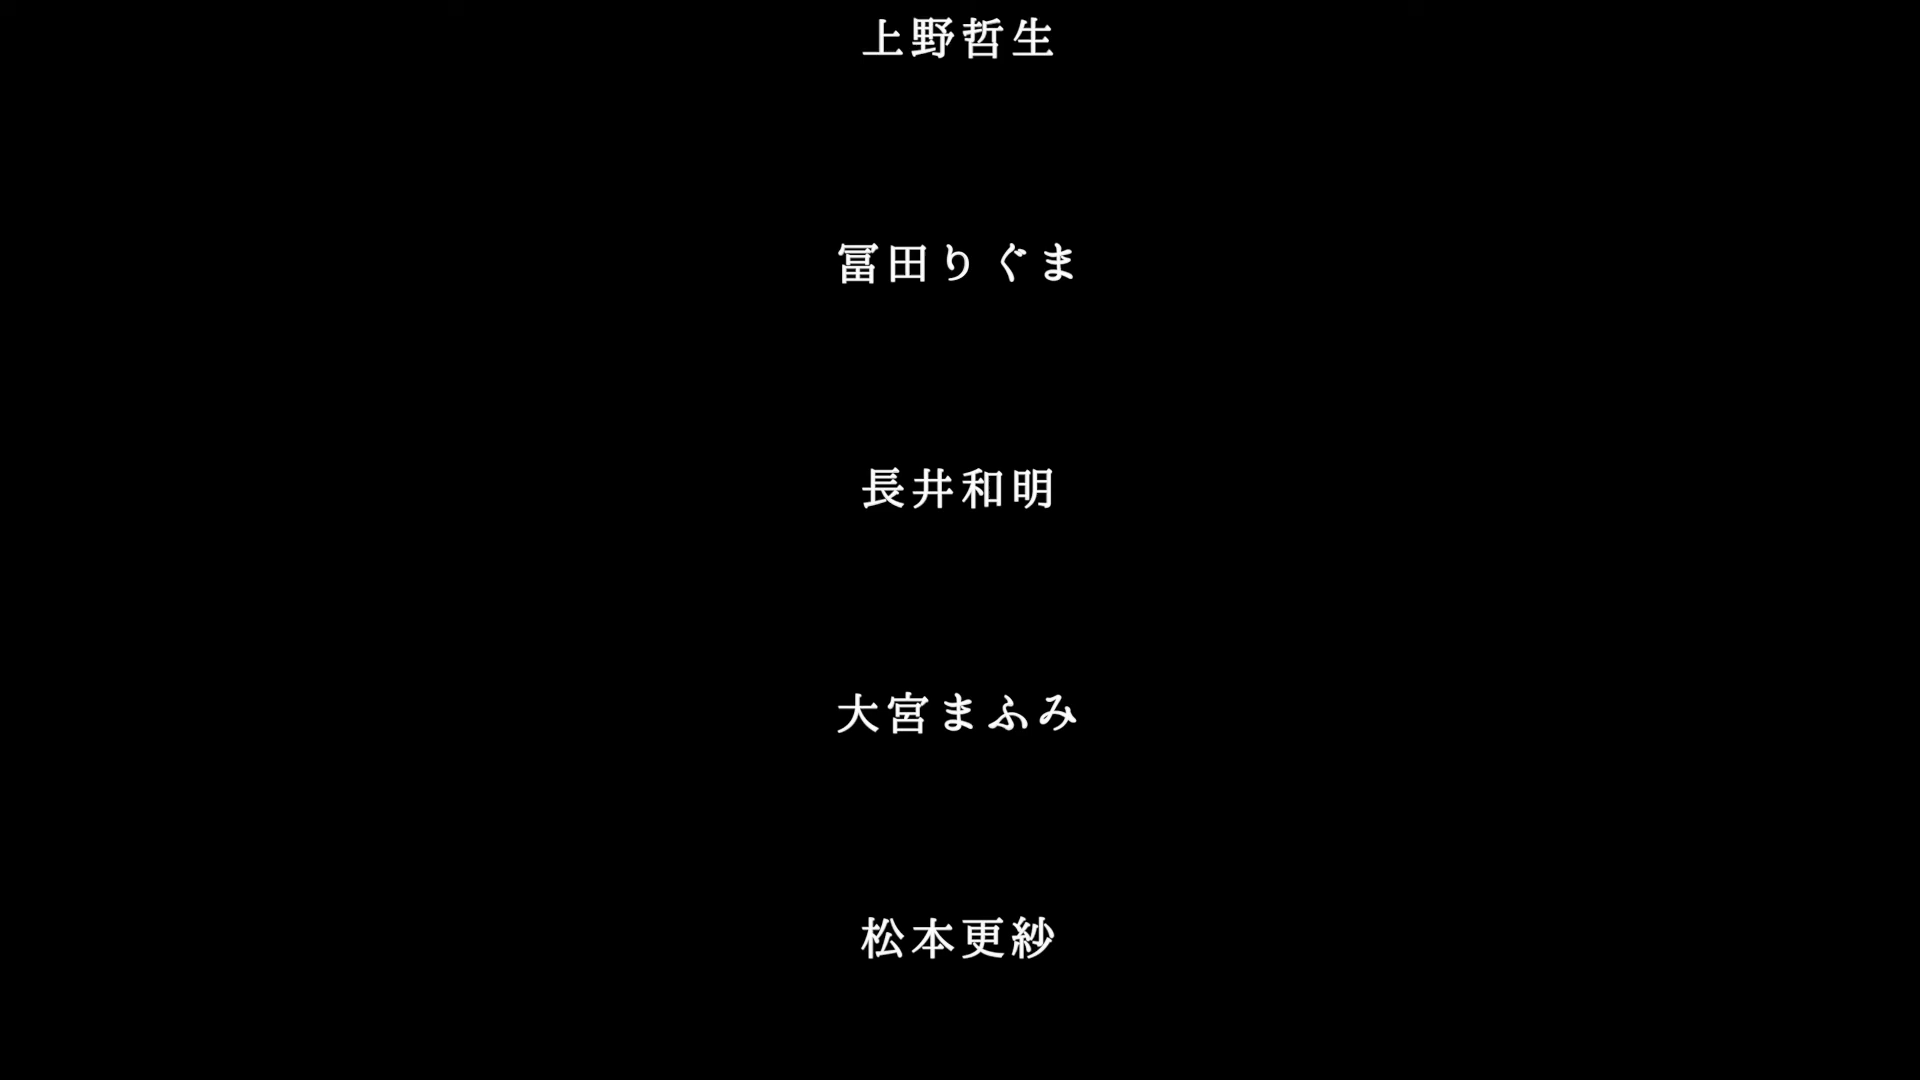 上野哲生
冨田りぐま
長井和明
大宮まふみ
松本更紗